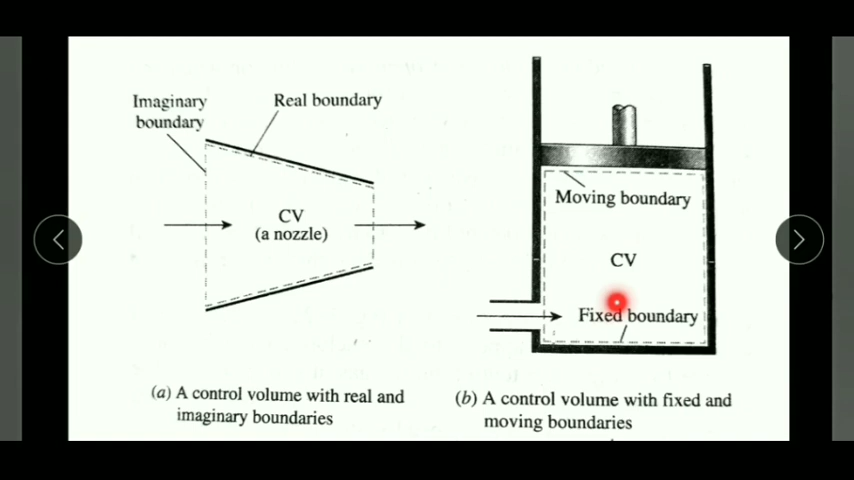 Imaginary
boundary
Real boundary
CV
(a nozzle)
(a) A control volume with real and
imaginary boundaries
Moving boundary
CV
Fixed boundary
(b) A control volume with fixed and
moving boundaries